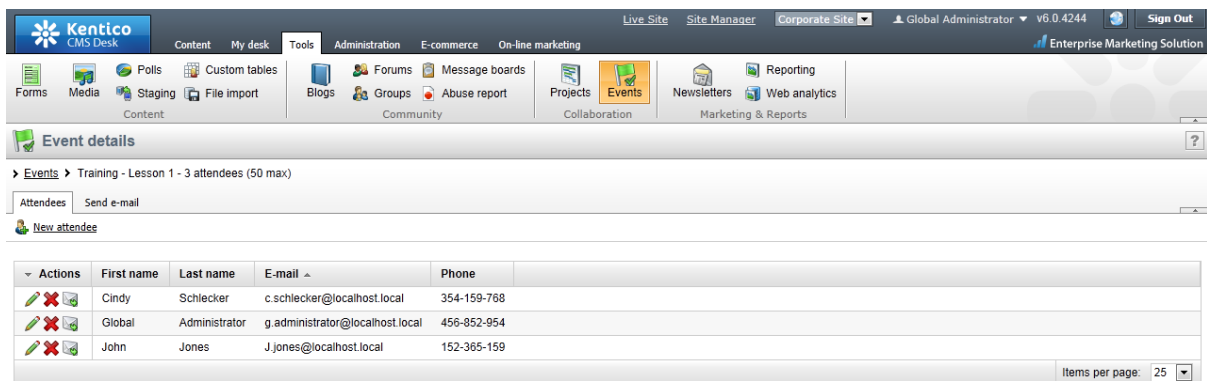 Kentico
CMS Desk
Live Site Site Manager Corporate Site Global Administrator v6.0.4244 Sign Out
Content My desk Tools Administration E-commerce On-line marketing Enterprise Marketing Solution
Forms Media Polls Custom tables Blogs Forums Message boards Projects Events Newsletters Reporting
Staging File import Groups Abuse report Web analytics
Content Community Collaboration Marketing & Reports
Event details ?
Events Training - Lesson 1 - 3 attendees (50 max)
Attendees Send e-mail
New attendee
Actions First name Last name E-mail Phone
Cindy Schlecker c.schlecker@localhost.local 354-159-768
Global Administrator g.administrator@localhost.local 456-852-954
John Jones J.jones@localhost.local 152-365-159
Items per page: 25